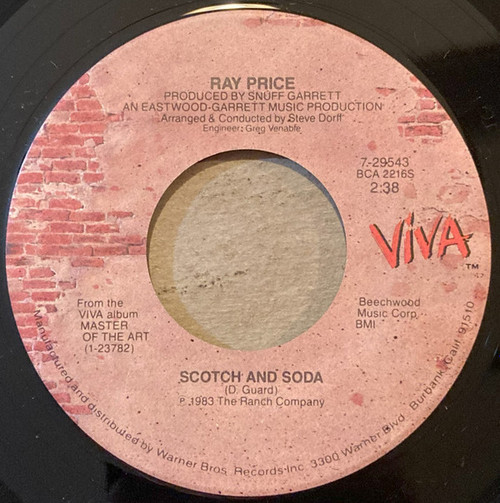 RAY PRICE
PRODUCED BY SNUFF GARRETT
AN EASTWOOD-GARRETT MUSIC PRODUCTION
Arranged & Conducted by Steve Dorff
Engineer: Greg Venable
7-29543
BCA 2216S
2:38
ViVA
TM
From the
VIVA album
MASTER
OF THE ART
(1-23782)
Beechwood
Music Corp.
BMI
SCOTCH AND SODA
(D. Guard)
℗ 1983 The Ranch Company
Manufactured and distributed by Warner Bros. Records Inc. 3300 Warner Blvd. Burbank, Calif. 91510